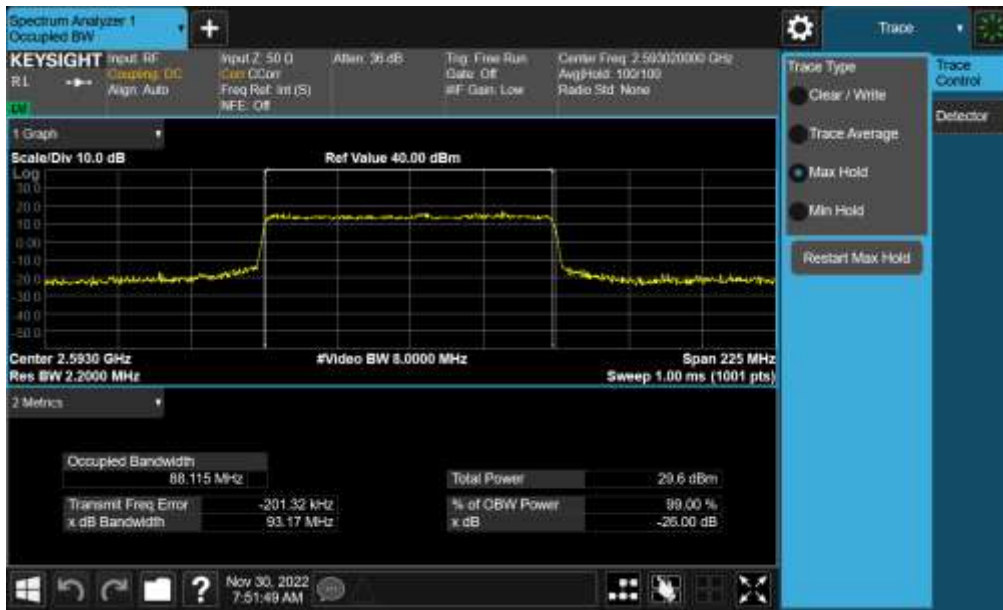 Spectrum Analyzer 1
Occupied BW
+
Trace
KEYSIGHT
R L
Input: RF
Coupling: DC
Align: Auto
Input Z: 50 Ω
Corr CCorr
Freq Ref: Int (S)
NFE: Off
Atten: 36 dB
Trig: Free Run
Gate: Off
#IF Gain: Low
Center Freq: 2.593020000 GHz
Avg|Hold: 100/100
Radio Std: None
1 Graph
Scale/Div 10.0 dB
Ref Value 40.00 dBm
Log
30.0
20.0
10.0
0.00
-10.0
-20.0
-30.0
-40.0
-50.0
Center 2.5930 GHz
#Video BW 8.0000 MHz
Span 225 MHz
Res BW 2.2000 MHz
Sweep 1.00 ms (1001 pts)
2 Metrics
Occupied Bandwidth
88.115 MHz
Total Power
29.6 dBm
Transmit Freq Error
-201.32 kHz
% of OBW Power
99.00 %
x dB Bandwidth
93.17 MHz
x dB
-26.00 dB
?
Nov 30, 2022
7:51:49 AM
Trace Type
Clear / Write
Trace Average
Max Hold
Min Hold
Restart Max Hold
Trace
Control
Detector